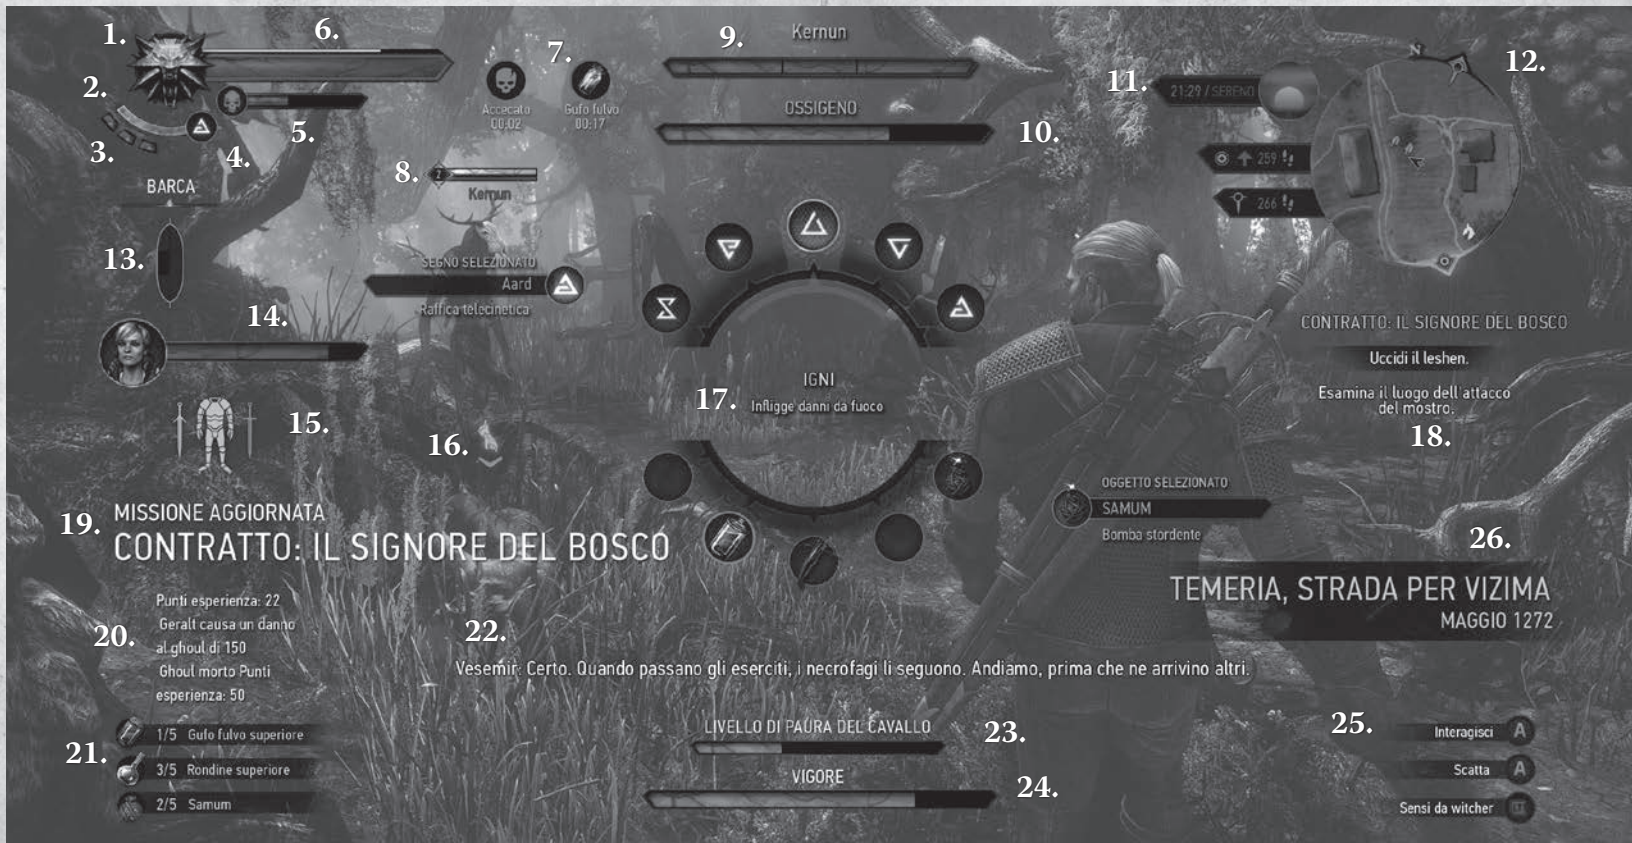 1.
6.
7.
9.
Kernun
12.
2.
Accecato
00:02
Gufo fulvo
00:17
OSSIGENO
10.
11.
21:29 / SERENO
N
3.
4.
5.
8.
Z
Kernun
259
266
BARCA
13.
SEGNO SELEZIONATO
Aard
Raffica telecinetica
14.
CONTRATTO: IL SIGNORE DEL BOSCO
Uccidi il leshen.
Esamina il luogo dell'attacco
del mostro.
18.
17.
IGNI
Infligge danni da fuoco
15.
16.
OGGETTO SELEZIONATO
SAMUM
Bomba stordente
19.
MISSIONE AGGIORNATA
CONTRATTO: IL SIGNORE DEL BOSCO
26.
TEMERIA, STRADA PER VIZIMA
MAGGIO 1272
20.
Punti esperienza: 22
Geralt causa un danno
al ghoul di 150
Ghoul morto Punti
esperienza: 50
22.
Vesemir: Certo. Quando passano gli eserciti, i necrofagi li seguono. Andiamo, prima che ne arrivino altri.
21.
1/5 Gufo fulvo superiore
3/5 Rondine superiore
2/5 Samum
LIVELLO DI PAURA DEL CAVALLO
23.
VIGORE
24.
25.
Interagisci A
Scatta A
Sensi da witcher